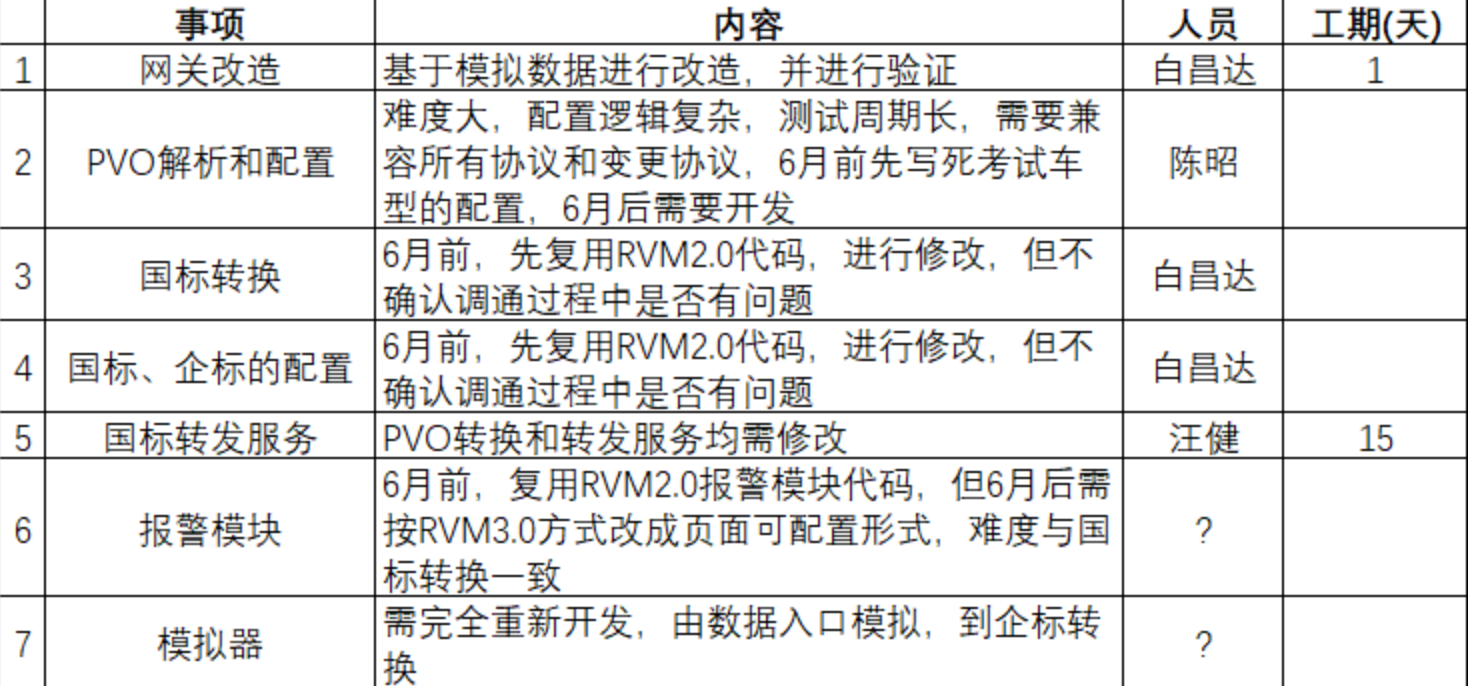 事项 内容 人员 工期(天)
1 网关改造 基于模拟数据进行改造，并进行验证 白昌达 1
难度大，配置逻辑复杂，测试周期长，需要兼
2 PVO解析和配置 容所有协议和变更协议，6月前先写死考试车 陈昭
型的配置，6月后需要开发
3 国标转换 6月前，先复用RVM2.0代码，进行修改，但不 白昌达
确认调通过程中是否有问题
4 国标、企标的配置 6月前，先复用RVM2.0代码，进行修改，但不 白昌达
确认调通过程中是否有问题
5 国标转发服务 PVO转换和转发服务均需修改 汪健 15
6月前，复用RVM2.0报警模块代码，但6月后需
6 报警模块 按RVM3.0方式改成页面可配置形式，难度与国 ?
标转换一致
7 模拟器 需完全重新开发，由数据入口模拟，到企标转 ?
换